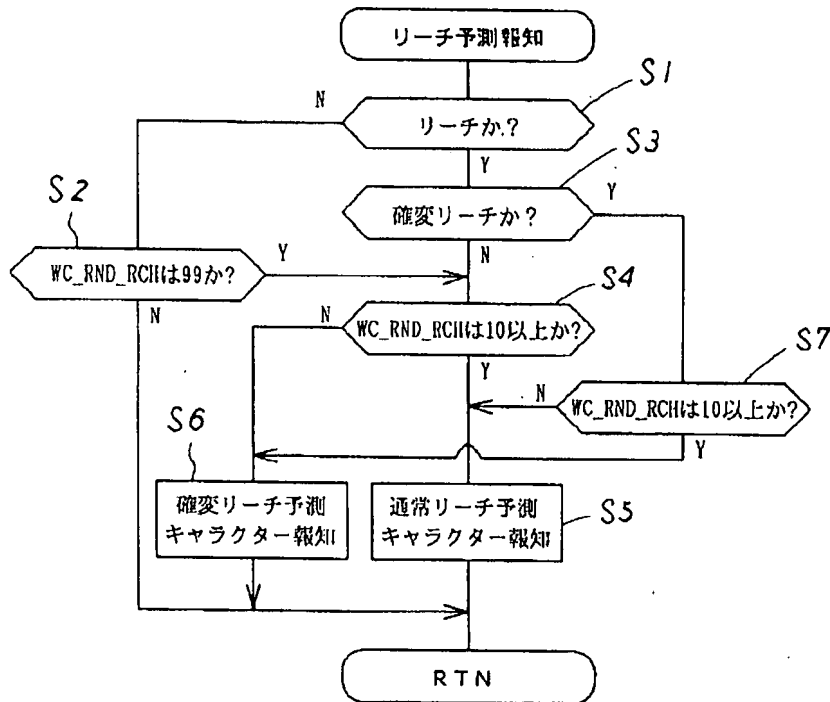 リーチ予測報知
S1
N
リーチか?
Y
S3
確変リーチか?
Y
N
S2
WC_RND_RCHは99か?
Y
N
S4
N
WC_RND_RCHは10以上か?
Y
S7
N
WC_RND_RCHは10以上か?
Y
S6
確変リーチ予測
キャラクター報知
通常リーチ予測
キャラクター報知
S5
RTN